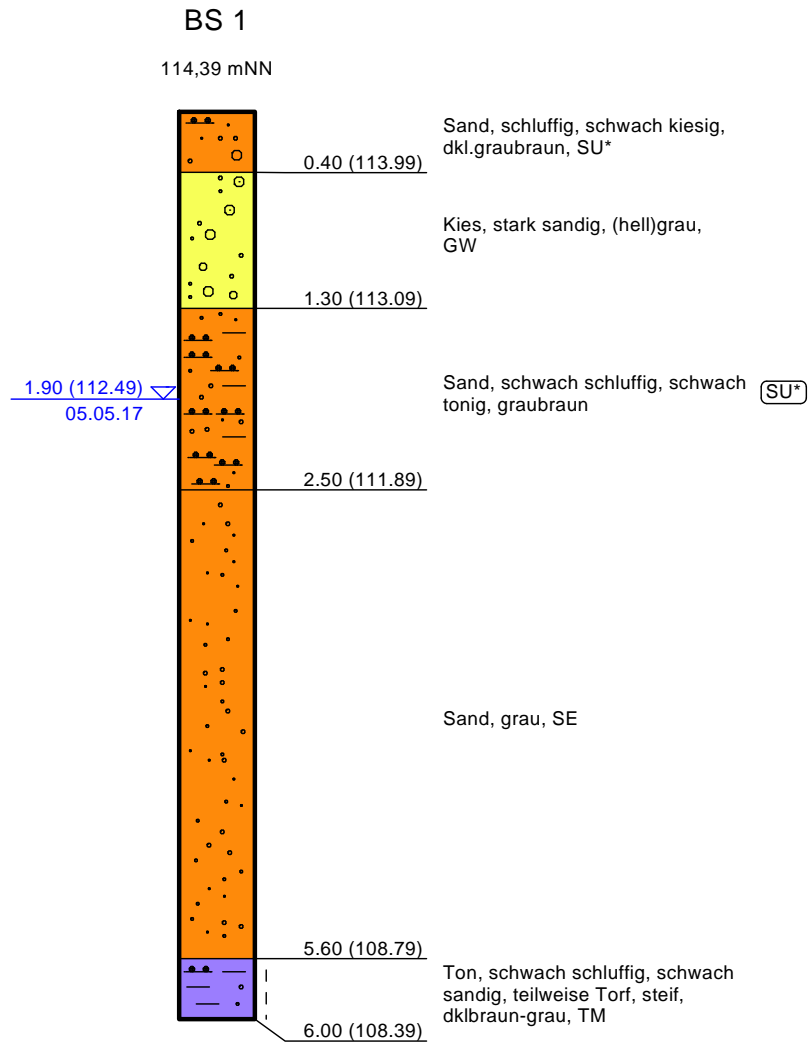 BS 1
114,39 mNN
Sand, schluffig, schwach kiesig,
dkl.graubraun, SU*
0.40 (113.99)
Kies, stark sandig, (hell)grau,
GW
1.30 (113.09)
1.90 (112.49)
05.05.17
Sand, schwach schluffig, schwach
tonig, graubraun
SU*
2.50 (111.89)
Sand, grau, SE
5.60 (108.79)
Ton, schwach schluffig, schwach
sandig, teilweise Torf, steif,
dklbraun-grau, TM
6.00 (108.39)